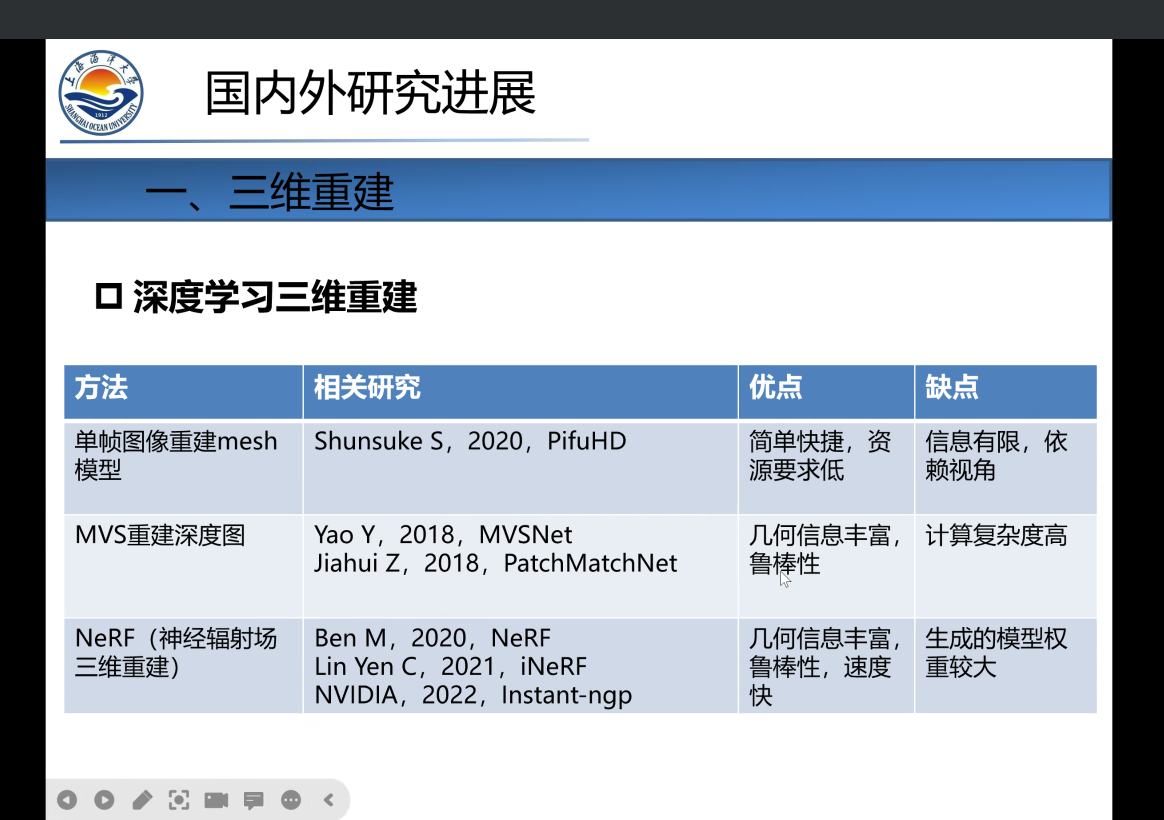 上海海洋大学
SHANGHAI OCEAN UNIVERSITY
1912
国内外研究进展
一、三维重建
深度学习三维重建
方法
相关研究
优点
缺点
单帧图像重建mesh
模型
Shunsuke S，2020，PifuHD
简单快捷，资
源要求低
信息有限，依
赖视角
MVS重建深度图
Yao Y，2018，MVSNet
Jiahui Z，2018，PatchMatchNet
几何信息丰富，
鲁棒性
计算复杂度高
NeRF（神经辐射场
三维重建）
Ben M，2020，NeRF
Lin Yen C，2021，iNeRF
NVIDIA，2022，Instant-ngp
几何信息丰富，
鲁棒性，速度
快
生成的模型权
重较大